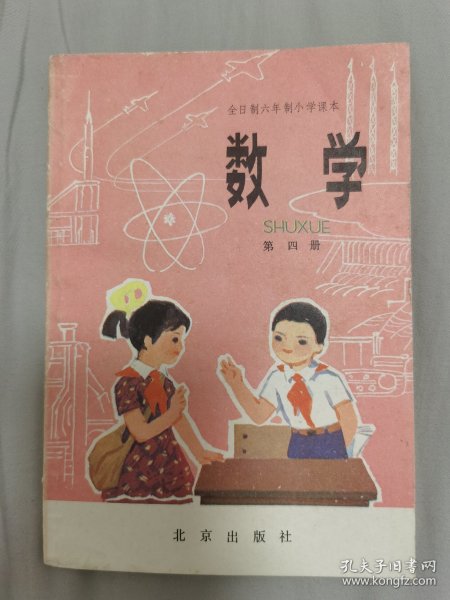 全日制六年制小学课本
数学
SHUXUE
第四册
北京出版社
孔夫子旧书网
www.kongfz.com